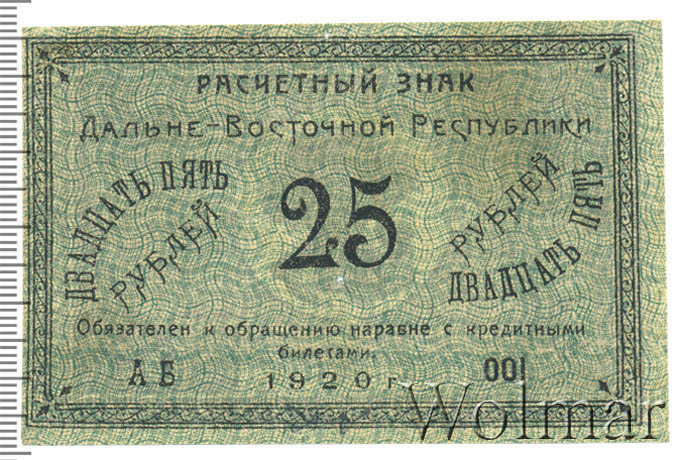 РАСЧЕТНЫЙ ЗНАК
ДАЛЬНЕ-ВОСТОЧНОЙ РЕСПУБЛИКИ
ДВАДЦАТЬ ПЯТЬ
РУБЛЕЙ
25
РУБЛЕЙ
ДВАДЦАТЬ ПЯТЬ
Обязателен к обращению наравне с кредитными
билетами.
АБ 001
1920 г.
Wolmar